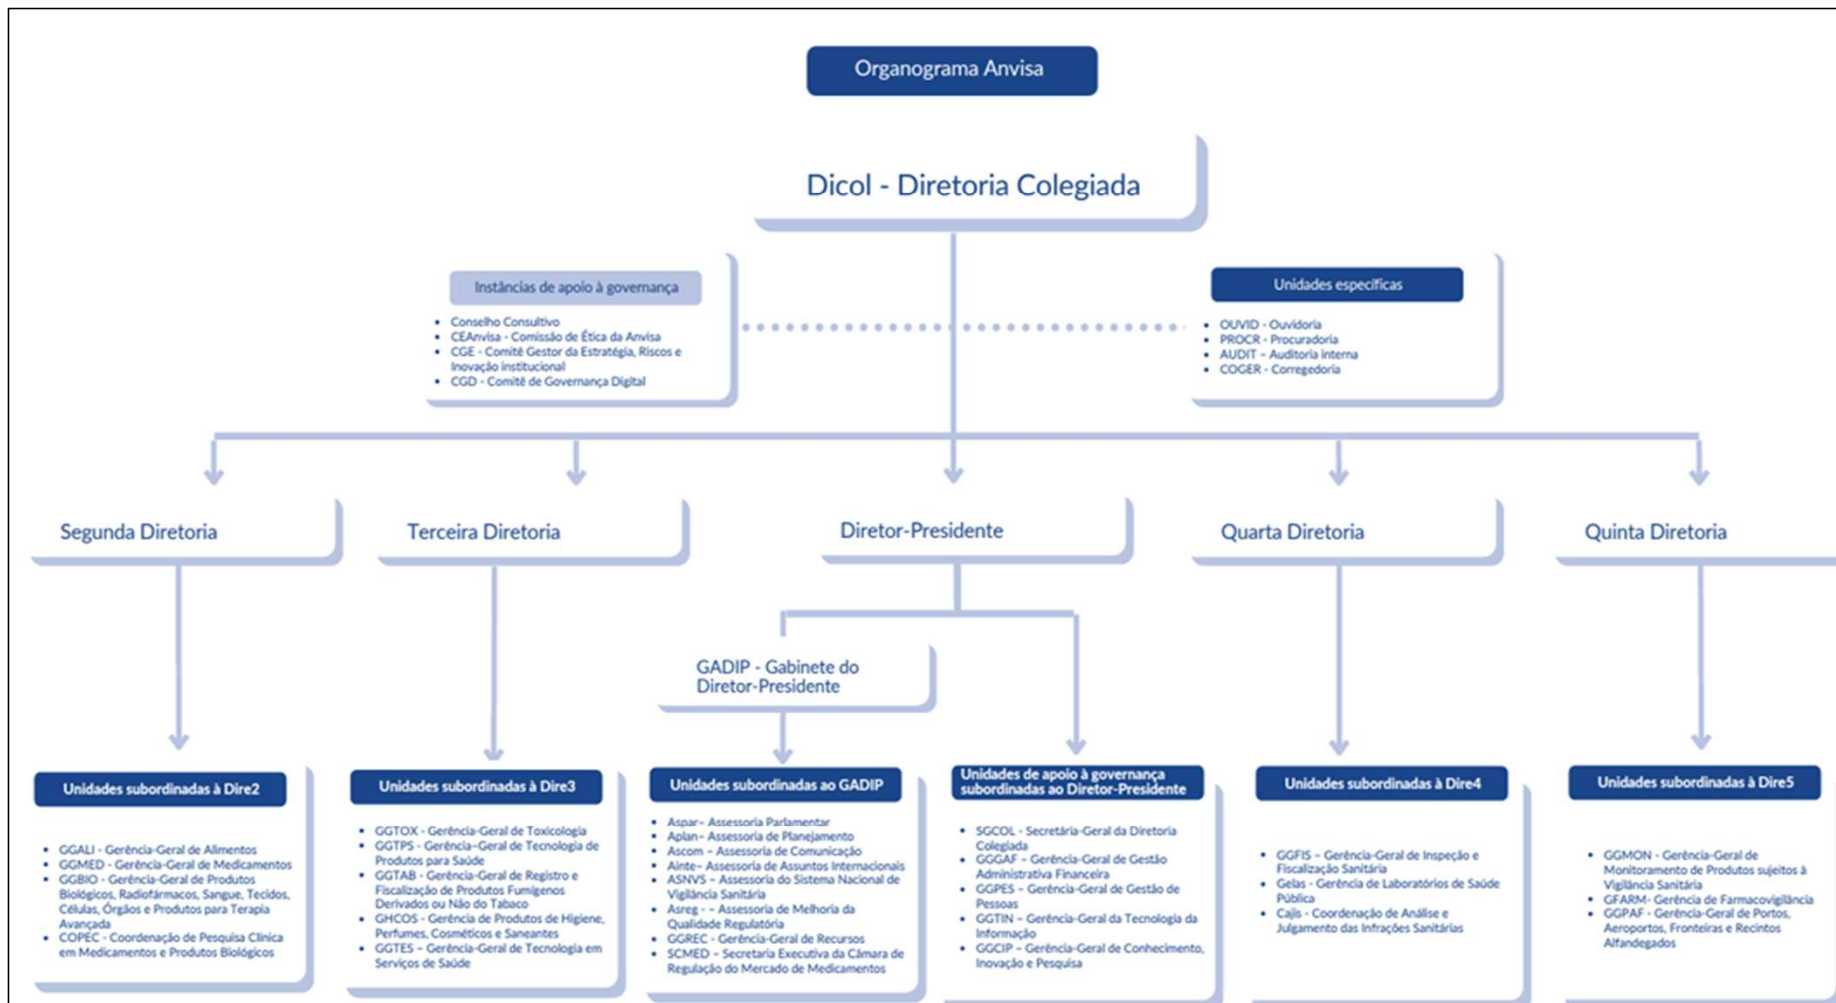 Organograma Anvisa
Dicol - Diretoria Colegiada
Instâncias de apoio à governança
• Conselho Consultivo
• CEAnvisa - Comissão de Ética da Anvisa
• CGE - Comitê Gestor da Estratégia, Riscos e
Inovação institucional
• CGD - Comitê de Governança Digital
Unidades específicas
• OUVID - Ouvidoria
• PROCR - Procuradoria
• AUDIT – Auditoria interna
• COGER - Corregedoria
Segunda Diretoria
Terceira Diretoria
Diretor-Presidente
Quarta Diretoria
Quinta Diretoria
GADIP - Gabinete do
Diretor-Presidente
Unidades subordinadas à Dire2
• GGALI - Gerência-Geral de Alimentos
• GGMED - Gerência-Geral de Medicamentos
• GGBIO - Gerência-Geral de Produtos
Biológicos, Radiofármacos, Sangue, Tecidos,
Células, Órgãos e Produtos para Terapia
Avançada
• COPEC - Coordenação de Pesquisa Clínica
em Medicamentos e Produtos Biológicos
Unidades subordinadas à Dire3
• GGTOX - Gerência-Geral de Toxicologia
• GGTPS - Gerência–Geral de Tecnologia de
Produtos para Saúde
• GGTAB - Gerência-Geral de Registro e
Fiscalização de Produtos Fumígenos
Derivados ou Não do Tabaco
• GHCOS - Gerência de Produtos de Higiene,
Perfumes, Cosméticos e Saneantes
• GGTES – Gerência-Geral de Tecnologia em
Serviços de Saúde
Unidades subordinadas ao GADIP
• Aspar– Assessoria Parlamentar
• Aplan– Assessoria de Planejamento
• Ascom – Assessoria de Comunicação
• Ainte– Assessoria de Assuntos Internacionais
• ASNVS – Assessoria do Sistema Nacional de
Vigilância Sanitária
• Asreg - – Assessoria de Melhoria da
Qualidade Regulatória
• GGREC - Gerência-Geral de Recursos
• SCMED – Secretaria Executiva da Câmara de
Regulação do Mercado de Medicamentos
Unidades de apoio à governança
subordinadas ao Diretor-Presidente
• SGCOL - Secretária-Geral da Diretoria
Colegiada
• GGGAF – Gerência-Geral de Gestão
Administrativa Financeira
• GGPES – Gerência-Geral de Gestão de
Pessoas
• GGTIN – Gerência-Geral da Tecnologia da
Informação
• GGCIP – Gerência-Geral de Conhecimento,
Inovação e Pesquisa
Unidades subordinadas à Dire4
• GGFIS – Gerência-Geral de Inspeção e
Fiscalização Sanitária
• Gelas - Gerência de Laboratórios de Saúde
Pública
• Cajis - Coordenação de Análise e
Julgamento das Infrações Sanitárias
Unidades subordinadas à Dire5
• GGMON - Gerência-Geral de
Monitoramento de Produtos sujeitos à
Vigilância Sanitária
• GFARM- Gerência de Farmacovigilância
• GGPAF - Gerência-Geral de Portos,
Aeroportos, Fronteiras e Recintos
Alfandegados